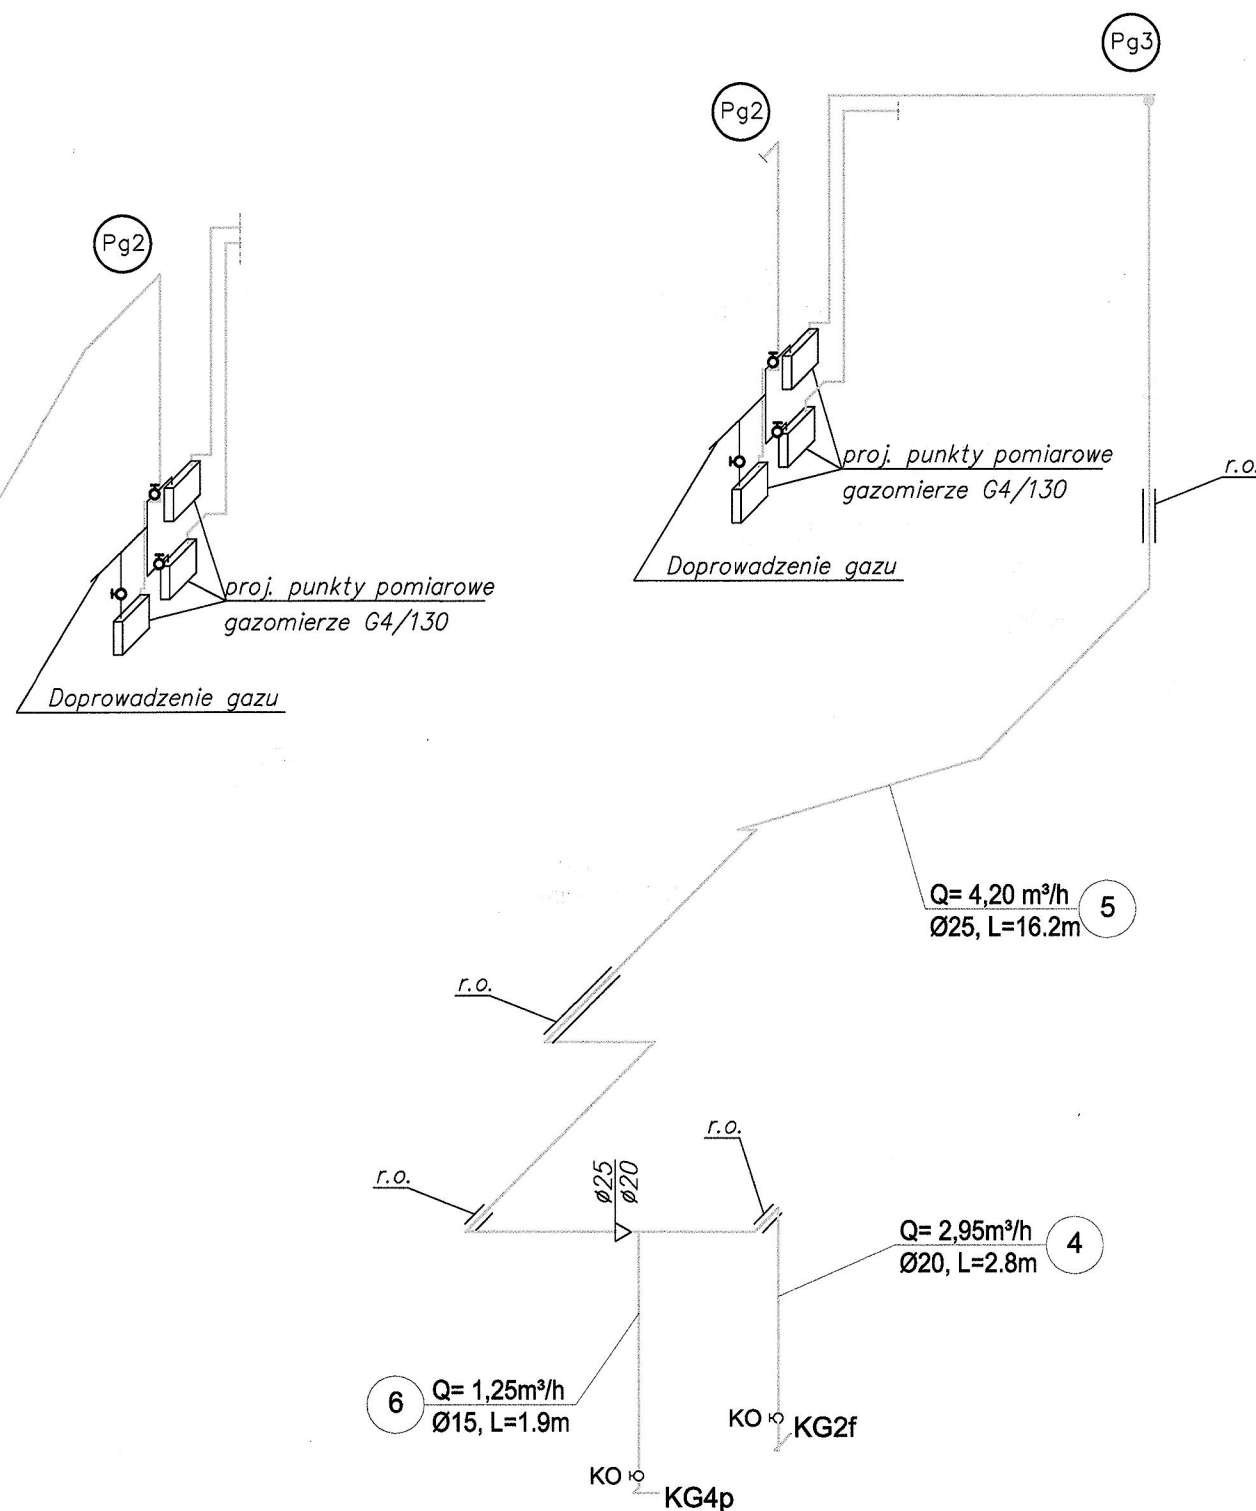 Pg3
Pg2
Pg2
proj. punkty pomiarowe
gazomierze G4/130
r.o.
Doprowadzenie gazu
proj. punkty pomiarowe
gazomierze G4/130
Doprowadzenie gazu
Q= 4,20 m³/h
Ø25, L=16.2m
5
r.o.
r.o.
r.o.
ø25
ø20
Q= 2,95m³/h
Ø20, L=2.8m
4
6
Q= 1,25m³/h
Ø15, L=1.9m
KO
KG2f
KO
KG4p